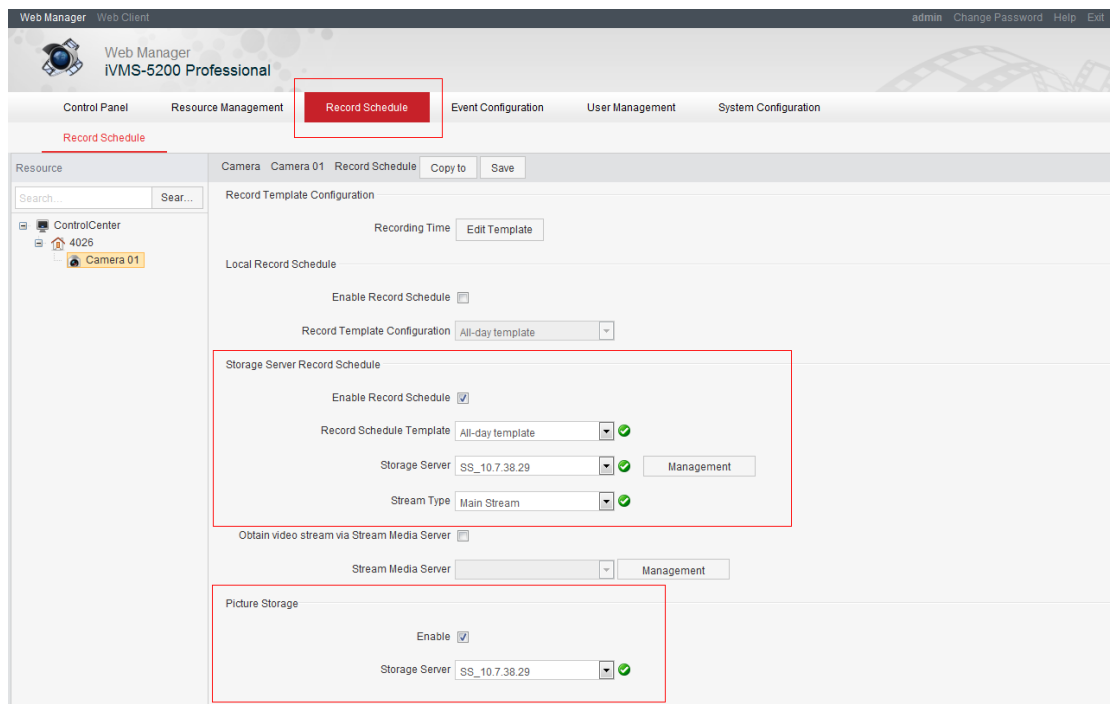 Web Manager Web Client admin Change Password Help Exit
Web Manager
iVMS-5200 Professional
Control Panel Resource Management Record Schedule Event Configuration User Management System Configuration
Record Schedule
Resource
Camera Camera 01 Record Schedule Copy to Save
Search... Sear...
Record Template Configuration
ControlCenter
4026
Camera 01
Recording Time Edit Template
Local Record Schedule
Enable Record Schedule
Record Template Configuration All-day template
Storage Server Record Schedule
Enable Record Schedule
Record Schedule Template All-day template
Storage Server SS_10.7.38.29 Management
Stream Type Main Stream
Obtain video stream via Stream Media Server
Stream Media Server Management
Picture Storage
Enable
Storage Server SS_10.7.38.29